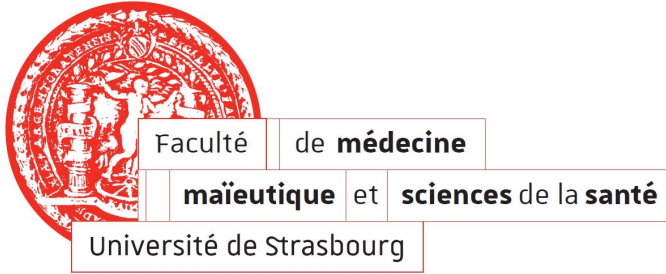 Faculté de médecine
maïeutique et sciences de la santé
Université de Strasbourg